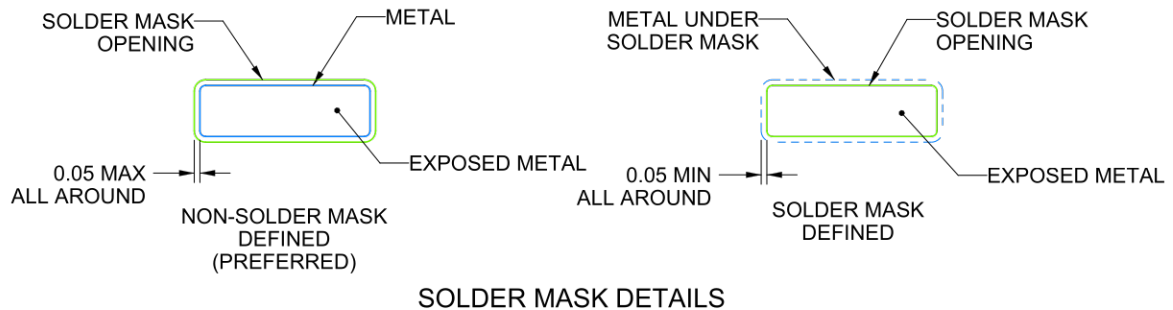 SOLDER MASK
OPENING
METAL
EXPOSED METAL
0.05 MAX
ALL AROUND
NON-SOLDER MASK
DEFINED
(PREFERRED)
METAL UNDER
SOLDER MASK
SOLDER MASK
OPENING
EXPOSED METAL
0.05 MIN
ALL AROUND
SOLDER MASK
DEFINED
SOLDER MASK DETAILS